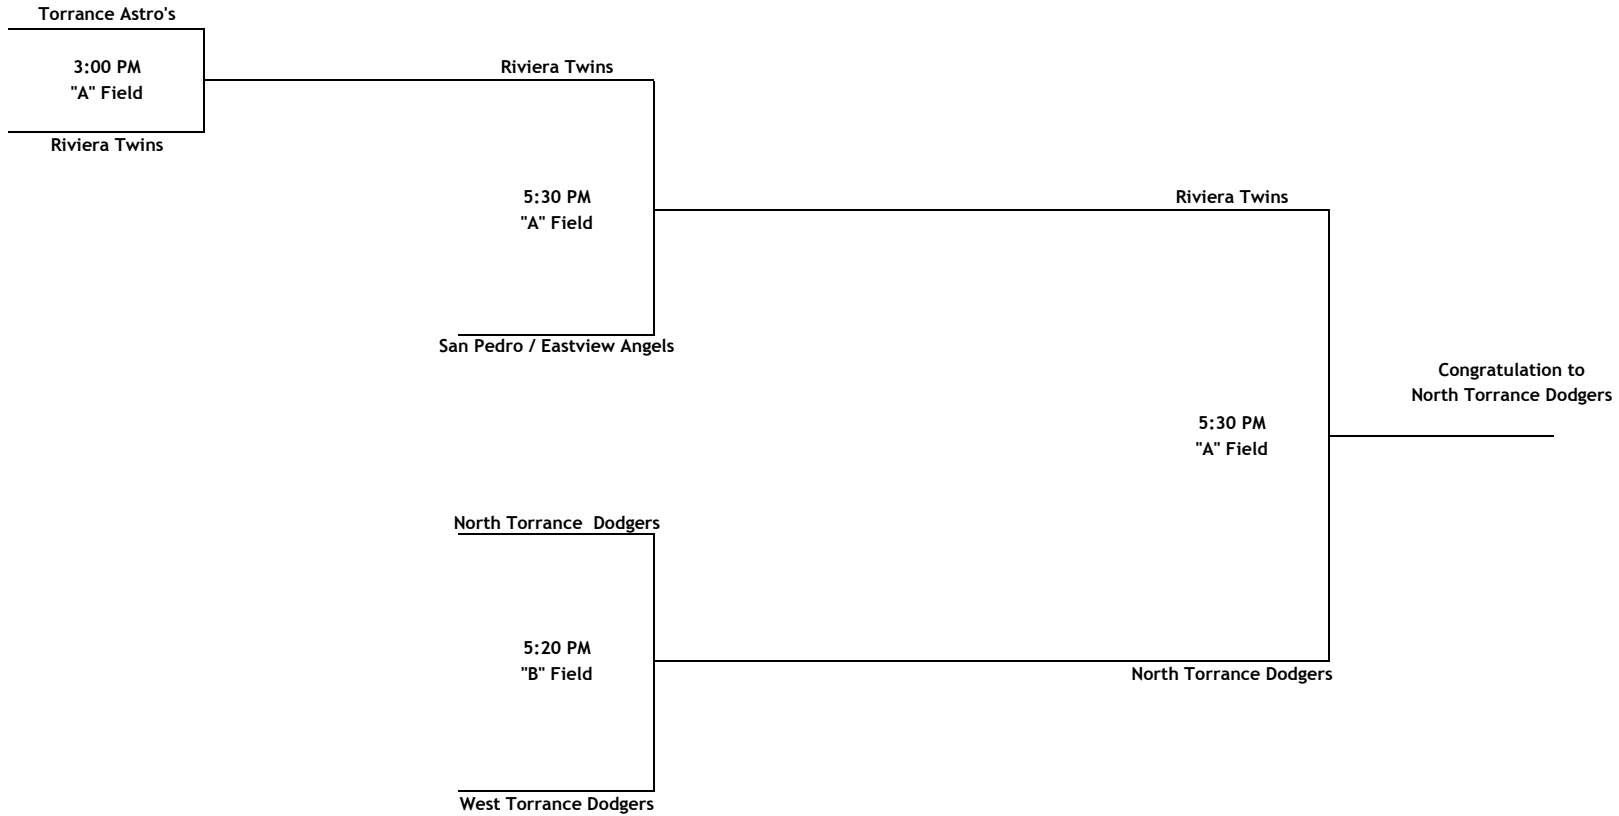 Torrance Astro's
3:00 PM
"A" Field
Riviera Twins
Riviera Twins
5:30 PM
"A" Field
San Pedro / Eastview Angels
Riviera Twins
5:30 PM
"A" Field
Congratulation to
North Torrance Dodgers
North Torrance  Dodgers
5:20 PM
"B" Field
West Torrance Dodgers
North Torrance Dodgers